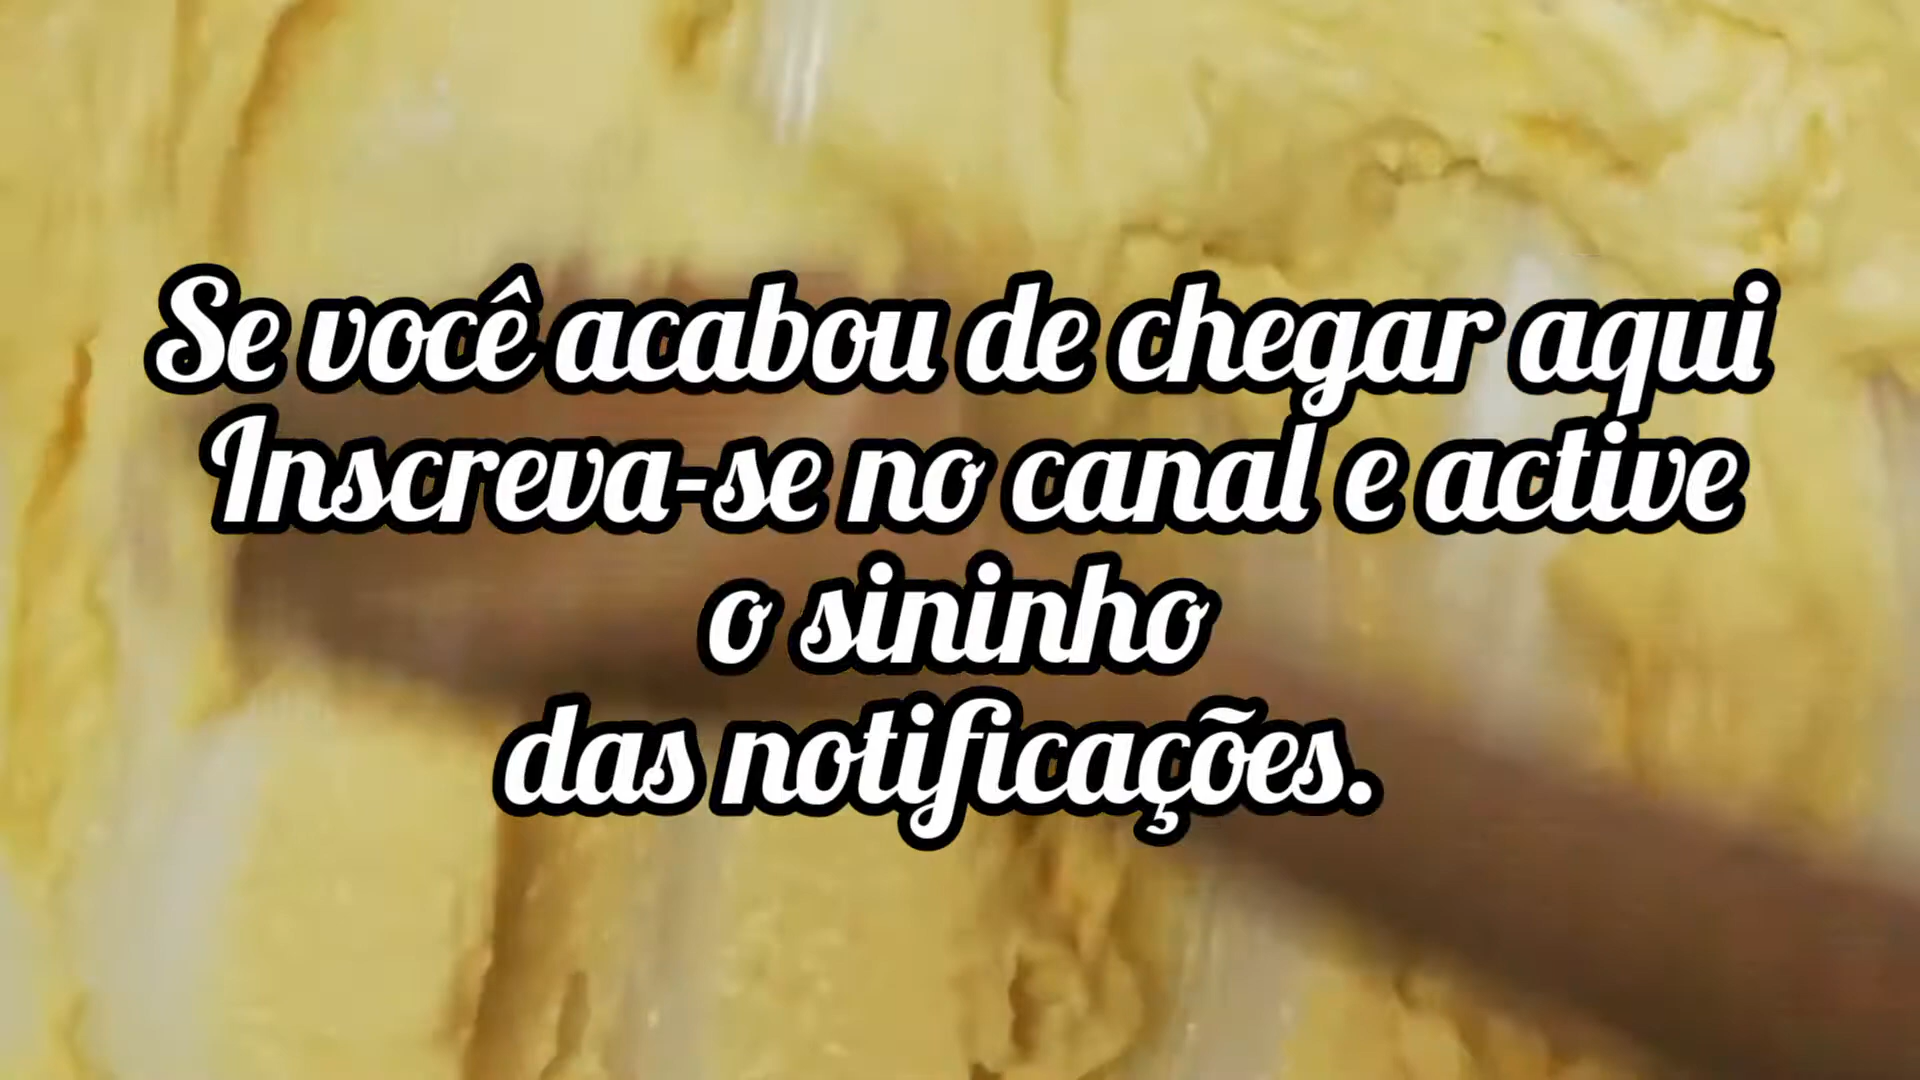 Se você acabou de chegar aqui
Inscreva-se no canal e active
o sininho
das notificações.